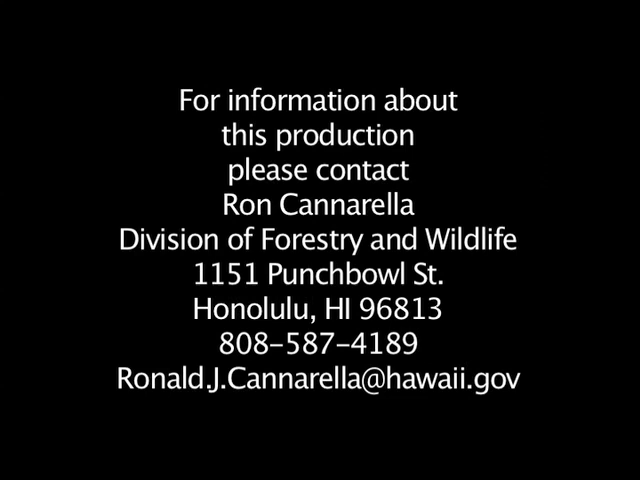 For information about
this production
please contact
Ron Cannarella
Division of Forestry and Wildlife
1151 Punchbowl St.
Honolulu, HI 96813
808-587-4189
Ronald.J.Cannarella@hawaii.gov